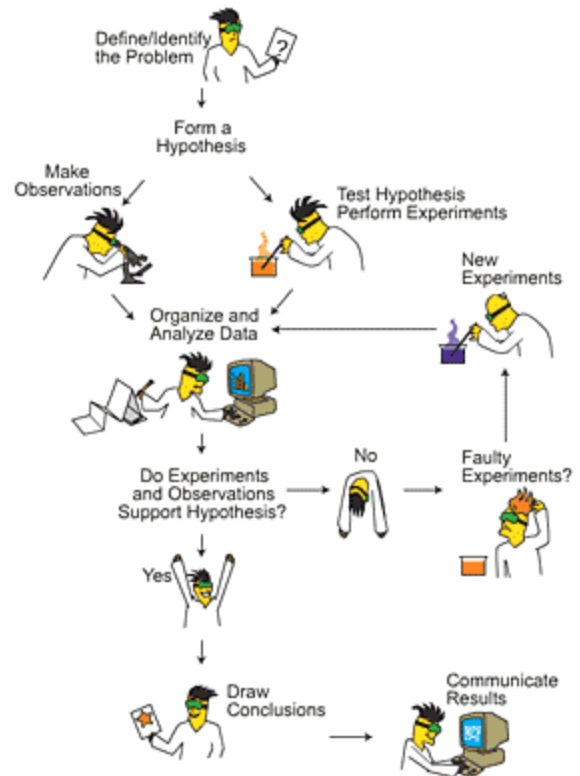 Define/Identify
the Problem
?
Form a
Hypothesis
Make
Observations
Test Hypothesis
Perform Experiments
New
Experiments
Organize and
Analyze Data
Do Experiments
and Observations
Support Hypothesis?
No
Faulty
Experiments?
Yes
Draw
Conclusions
Communicate
Results